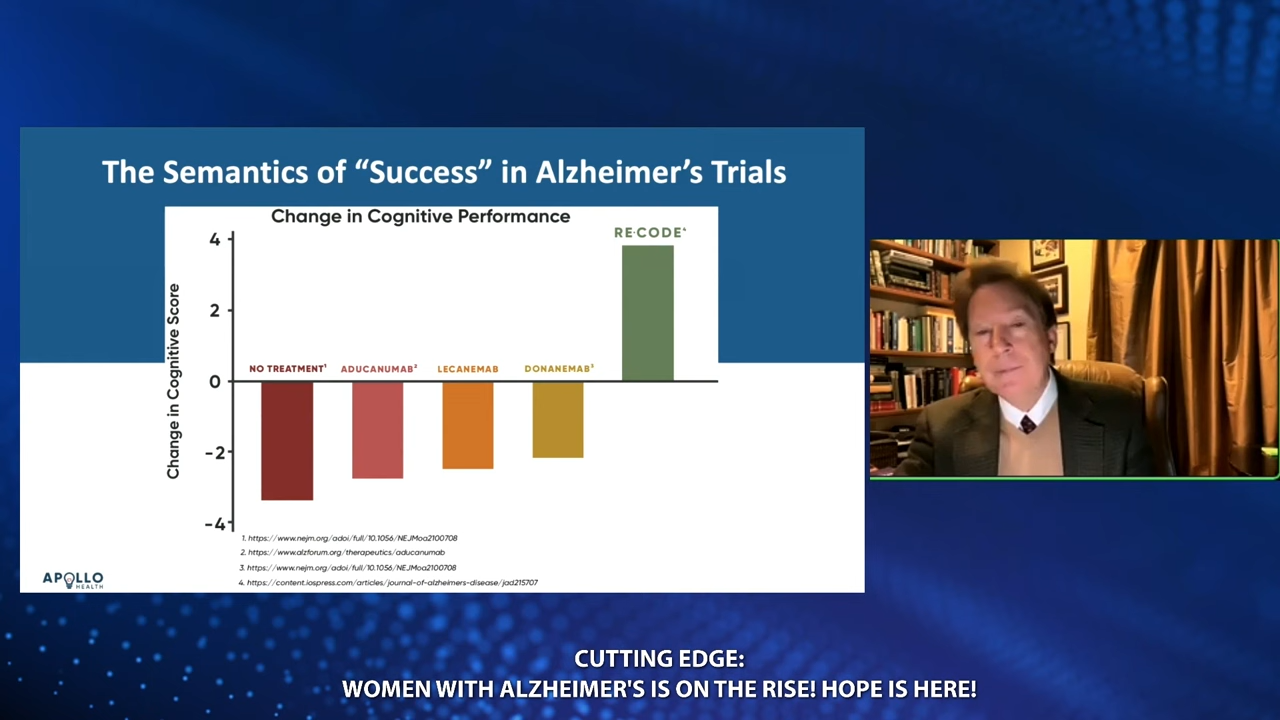 The Semantics of “Success” in Alzheimer’s Trials
Change in Cognitive Performance
Change in Cognitive Score
4
2
0
-2
-4
NO TREATMENT¹
ADUCANUMAB²
LECANEMAB
DONANEMAB³
RE·CODE⁴
1. https://www.nejm.org/adoi/full/10.1056/NEJMoa2100708
2. https://www.alzforum.org/therapeutics/aducanumab
3. https://www.nejm.org/adoi/full/10.1056/NEJMoa2100708
4. https://content.iospress.com/articles/journal-of-alzheimers-disease/jad215707
APOLLO
HEALTH
CUTTING EDGE:
WOMEN WITH ALZHEIMER'S IS ON THE RISE! HOPE IS HERE!